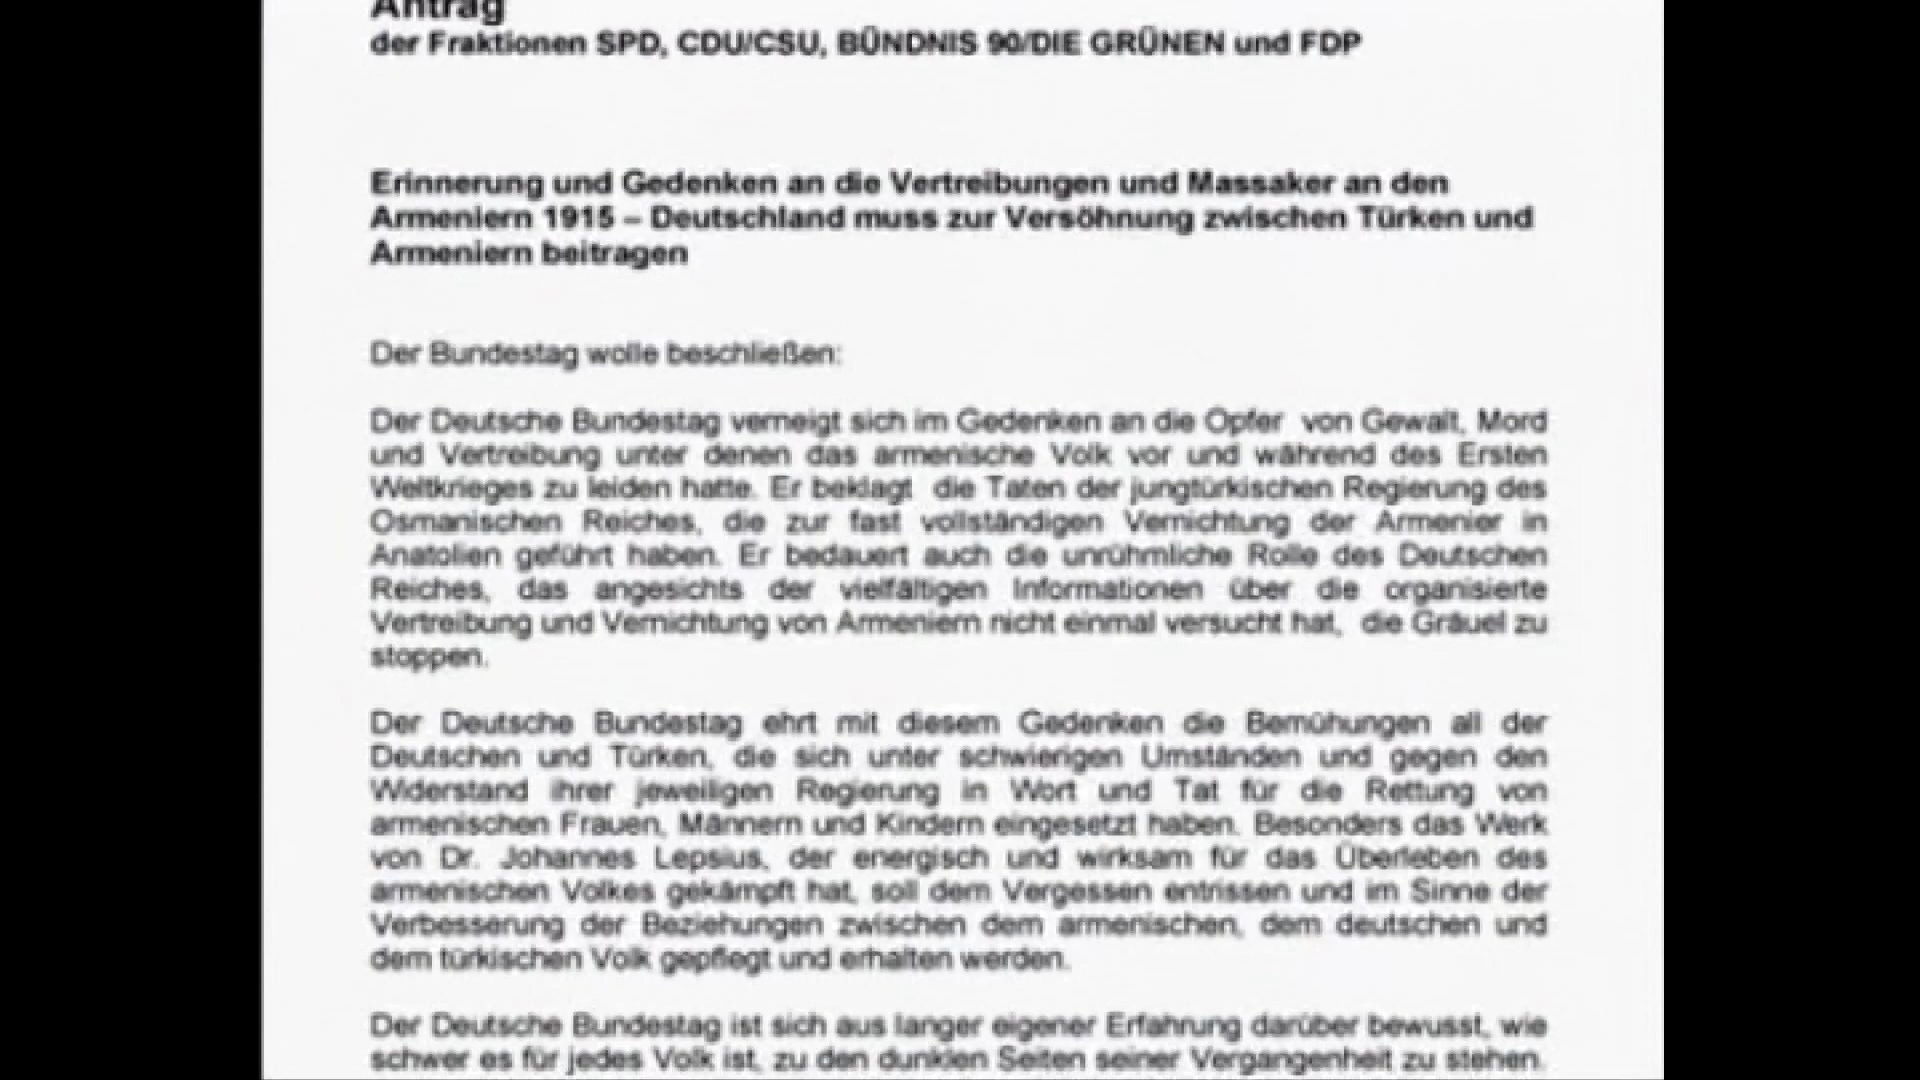 Antrag
der Fraktionen SPD, CDU/CSU, BÜNDNIS 90/DIE GRÜNEN und FDP
Erinnerung und Gedenken an die Vertreibungen und Massaker an den
Armeniern 1915 – Deutschland muss zur Versöhnung zwischen Türken und
Armeniern beitragen
Der Bundestag wolle beschließen:
Der Deutsche Bundestag verneigt sich im Gedenken an die Opfer von Gewalt, Mord
und Vertreibung unter denen das armenische Volk vor und während des Ersten
Weltkrieges zu leiden hatte. Er beklagt die Taten der jungtürkischen Regierung des
Osmanischen Reiches, die zur fast vollständigen Vernichtung der Armenier in
Anatolien geführt haben. Er bedauert auch die unrühmliche Rolle des Deutschen
Reiches, das angesichts der vielfältigen Informationen über die organisierte
Vertreibung und Vernichtung von Armeniern nicht einmal versucht hat, die Gräuel zu
stoppen.
Der Deutsche Bundestag ehrt mit diesem Gedenken die Bemühungen all der
Deutschen und Türken, die sich unter schwierigen Umständen und gegen den
Widerstand ihrer jeweiligen Regierung in Wort und Tat für die Rettung von
armenischen Frauen, Männern und Kindern eingesetzt haben. Besonders das Werk
von Dr. Johannes Lepsius, der energisch und wirksam für das Überleben des
armenischen Volkes gekämpft hat, soll dem Vergessen entrissen und im Sinne der
Verbesserung der Beziehungen zwischen dem armenischen, dem deutschen und
dem türkischen Volk gepflegt und erhalten werden.
Der Deutsche Bundestag ist sich aus langer eigener Erfahrung darüber bewusst, wie
schwer es für jedes Volk ist, zu den dunklen Seiten seiner Vergangenheit zu stehen.